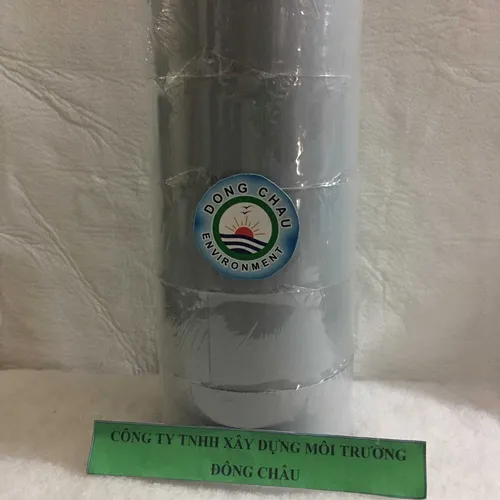 DONG CHAU
ENVIRONMENT
CÔNG TY TNHH XÂY DỰNG MÔI TRƯỜNG
ĐÔNG CHÂU